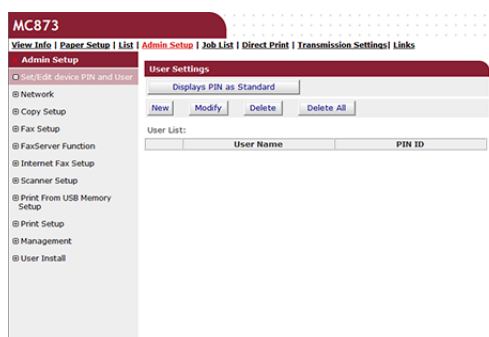 MC873
View Info | Paper Setup | List | Admin Setup | Job List | Direct Print | Transmission Settings| Links
Admin Setup
Set/Edit device PIN and User
Network
Copy Setup
Fax Setup
FaxServer Function
Internet Fax Setup
Scanner Setup
Print From USB Memory
Setup
Print Setup
Management
User Install
User Settings
Displays PIN as Standard
New Modify Delete Delete All
User List:
User Name PIN ID